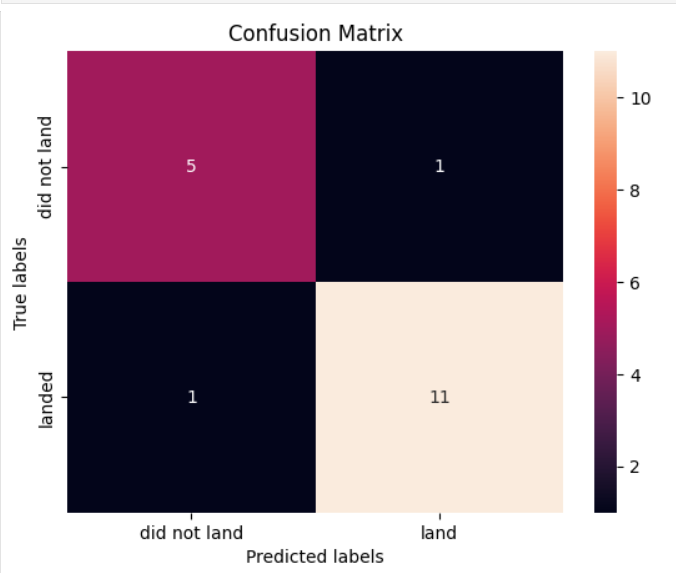 Confusion Matrix
True labels
did not land
5
1
landed
1
11
did not land
land
Predicted labels
10
8
6
4
2